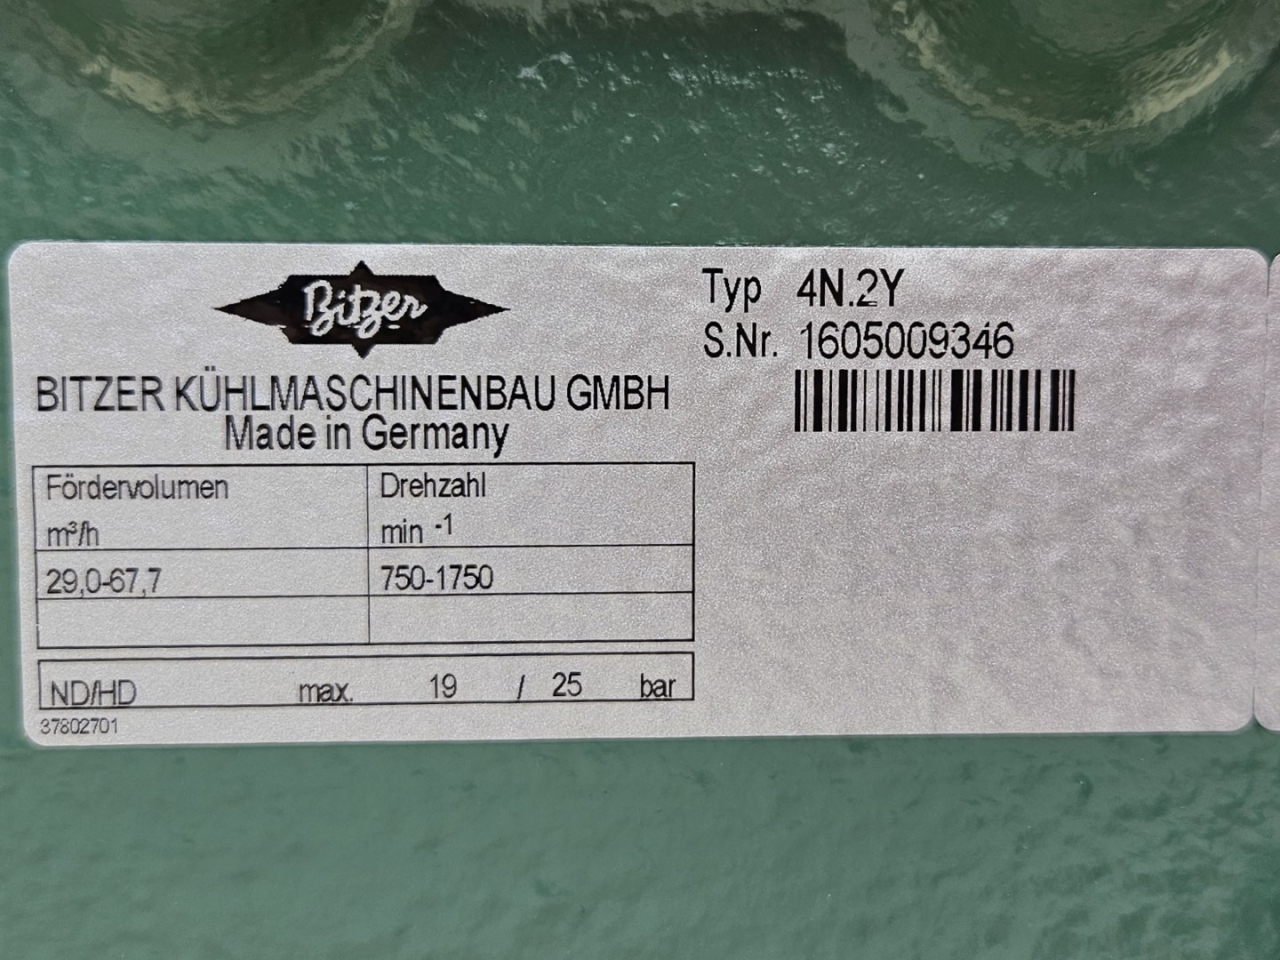 Bitzer
BITZER KÜHLMASCHINENBAU GMBH
Made in Germany
Typ 4N.2Y
S.Nr. 1605009346
Fördervolumen Drehzahl
m³/h min -1
29,0-67,7 750-1750
ND/HD max. 19 / 25 bar
37802701